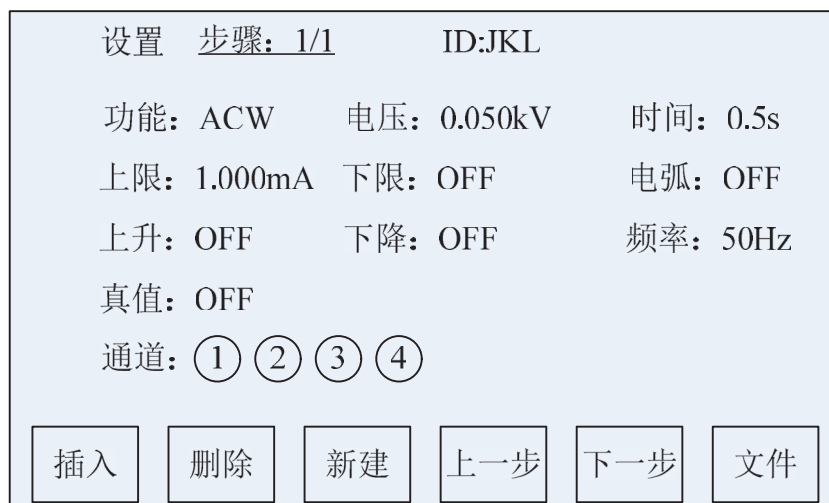 设置 步骤：1/1 ID:JKL
功能：ACW 电压：0.050kV 时间：0.5s
上限：1.000mA 下限：OFF 电弧：OFF
上升：OFF 下降：OFF 频率：50Hz
真值：OFF
通道：① ② ③ ④
插入 删除 新建 上一步 下一步 文件